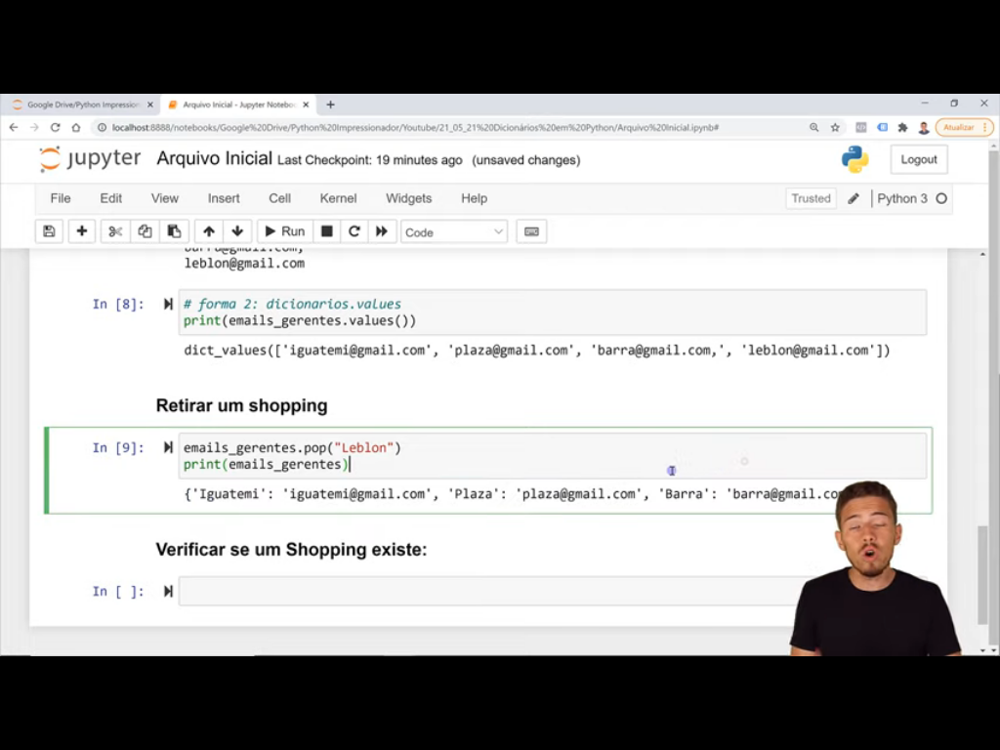 Google Drive/Python Impression
Arquivo Inicial - Jupyter Notebo
localhost:8888/notebooks/Google%20Drive/Python%20Impressionador/Youtube/21_05_21%20Dicionários%20em%20Python/Arquivo%20Inicial.ipynb#
Atualizar
jupyter Arquivo Inicial Last Checkpoint: 19 minutes ago (unsaved changes)
Logout
File Edit View Insert Cell Kernel Widgets Help
Trusted
Python 3
Run
Code
barra@gmail.com,
leblon@gmail.com
In [8]:
# forma 2: dicionarios.values
print(emails_gerentes.values())
dict_values(['iguatemi@gmail.com', 'plaza@gmail.com', 'barra@gmail.com,', 'leblon@gmail.com'])
Retirar um shopping
In [9]:
emails_gerentes.pop("Leblon")
print(emails_gerentes)
{'Iguatemi': 'iguatemi@gmail.com', 'Plaza': 'plaza@gmail.com', 'Barra': 'barra@gmail.com
Verificar se um Shopping existe:
In [ ]: